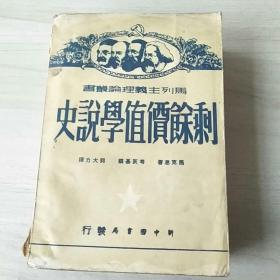 馬列主義理論叢書
剩餘價值學說史
馬克思著 考茨基編 郭大力譯
新中國書局發行